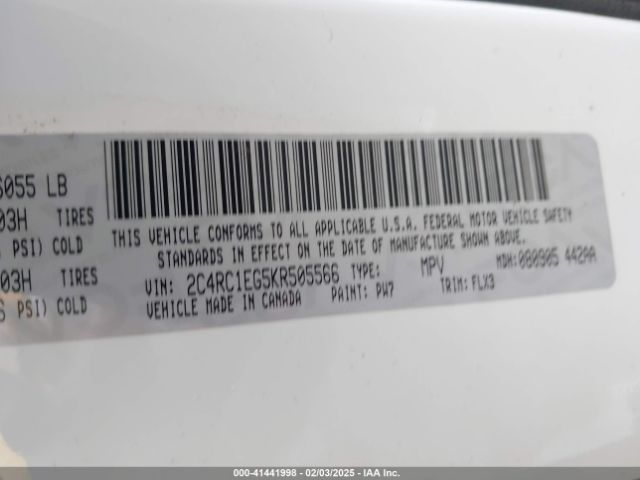 6055 LB
03H TIRES
PSI) COLD
03H TIRES
PSI) COLD
THIS VEHICLE CONFORMS TO ALL APPLICABLE U.S.A. FEDERAL MOTOR VEHICLE SAFETY
STANDARDS IN EFFECT ON THE DATE OF MANUFACTURE SHOWN ABOVE.
VIN: 2C4RC1EG5KR505566 TYPE: MPV MDH: 080905 442AA
VEHICLE MADE IN CANADA PAINT: PW7 TRIM: FLX3
000-41441998 - 02/03/2025 - IAA Inc.